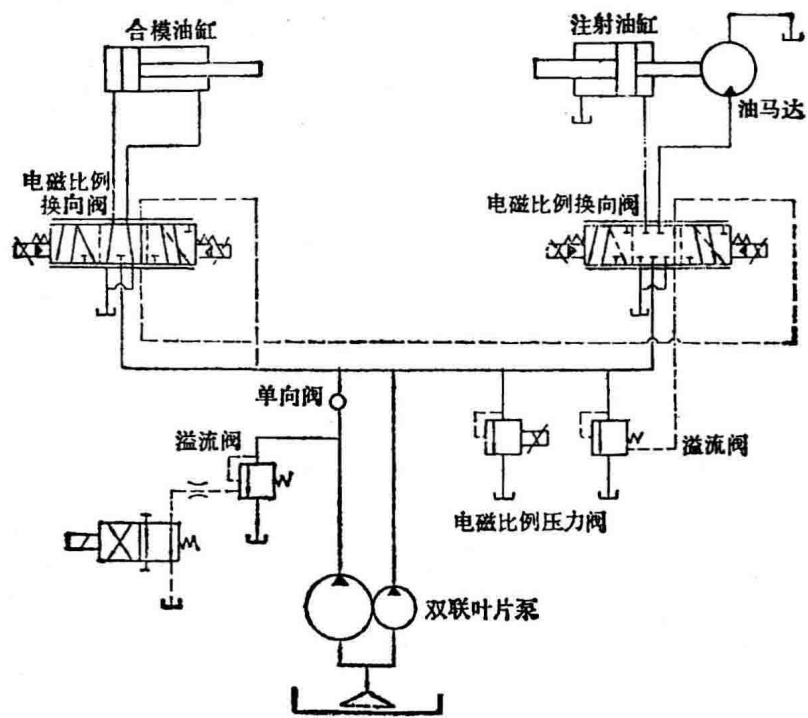 合模油缸
注射油缸
油马达
电磁比例
换向阀
电磁比例换向阀
单向阀
溢流阀
溢流阀
电磁比例压力阀
双联叶片泵